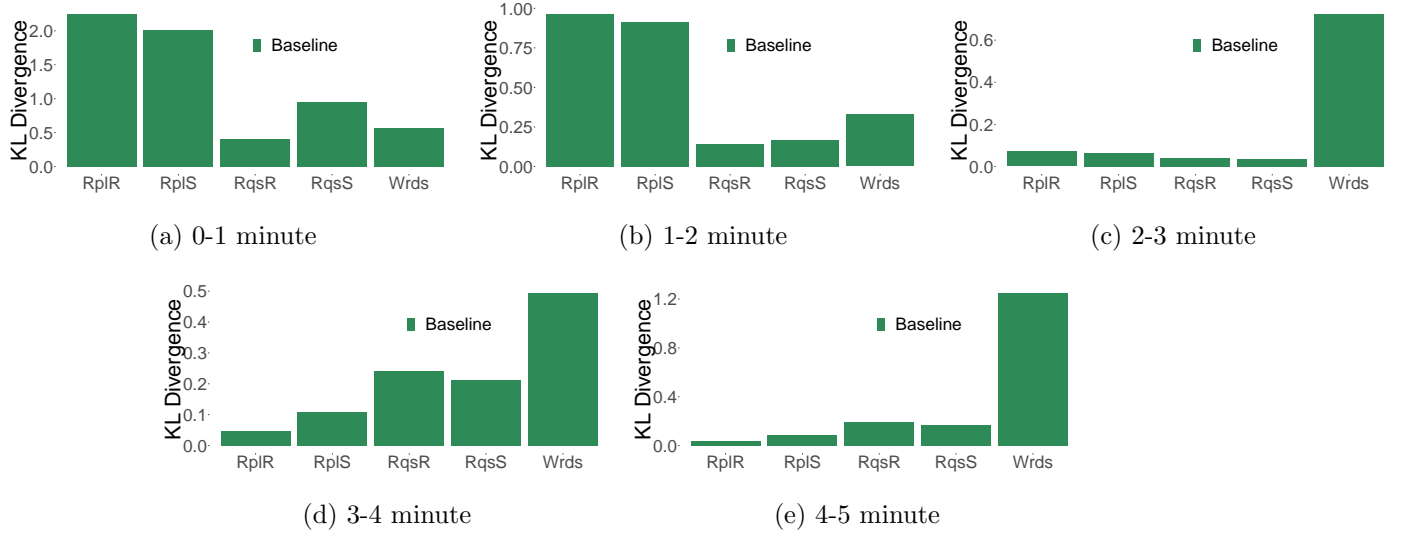 KL Divergence
2.0
1.5
1.0
0.5
0.0
Baseline
RplR RplS RqsR RqsS Wrds
(a) 0-1 minute
KL Divergence
1.00
0.75
0.50
0.25
0.00
Baseline
RplR RplS RqsR RqsS Wrds
(b) 1-2 minute
KL Divergence
0.6
0.4
0.2
0.0
Baseline
RplR RplS RqsR RqsS Wrds
(c) 2-3 minute
KL Divergence
0.5
0.4
0.3
0.2
0.1
0.0
Baseline
RplR RplS RqsR RqsS Wrds
(d) 3-4 minute
KL Divergence
1.2
0.8
0.4
0.0
Baseline
RplR RplS RqsR RqsS Wrds
(e) 4-5 minute